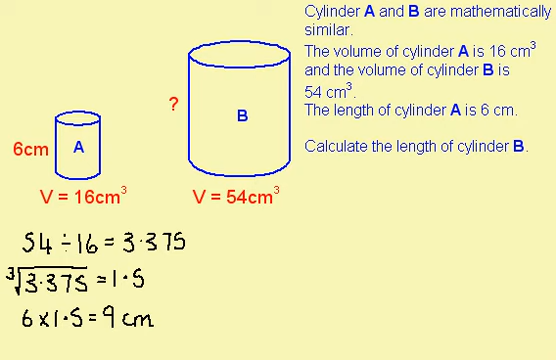 Cylinder A and B are mathematically
similar.
The volume of cylinder A is 16 cm³
and the volume of cylinder B is
54 cm³.
The length of cylinder A is 6 cm.
Calculate the length of cylinder B.
?
B
6cm
A
V = 16cm³
V = 54cm³
54 ÷ 16 = 3·375
³√3·375 = 1·5
6 x 1·5 = 9 cm